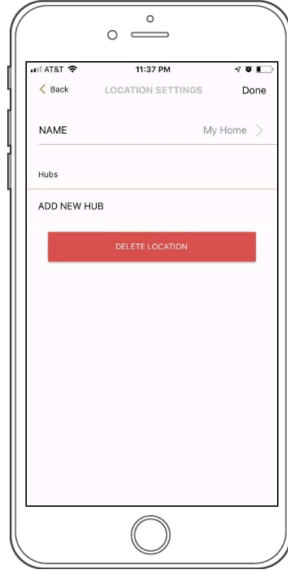 AT&T 11:37 PM
Back LOCATION SETTINGS Done
NAME My Home
Hubs
ADD NEW HUB
DELETE LOCATION